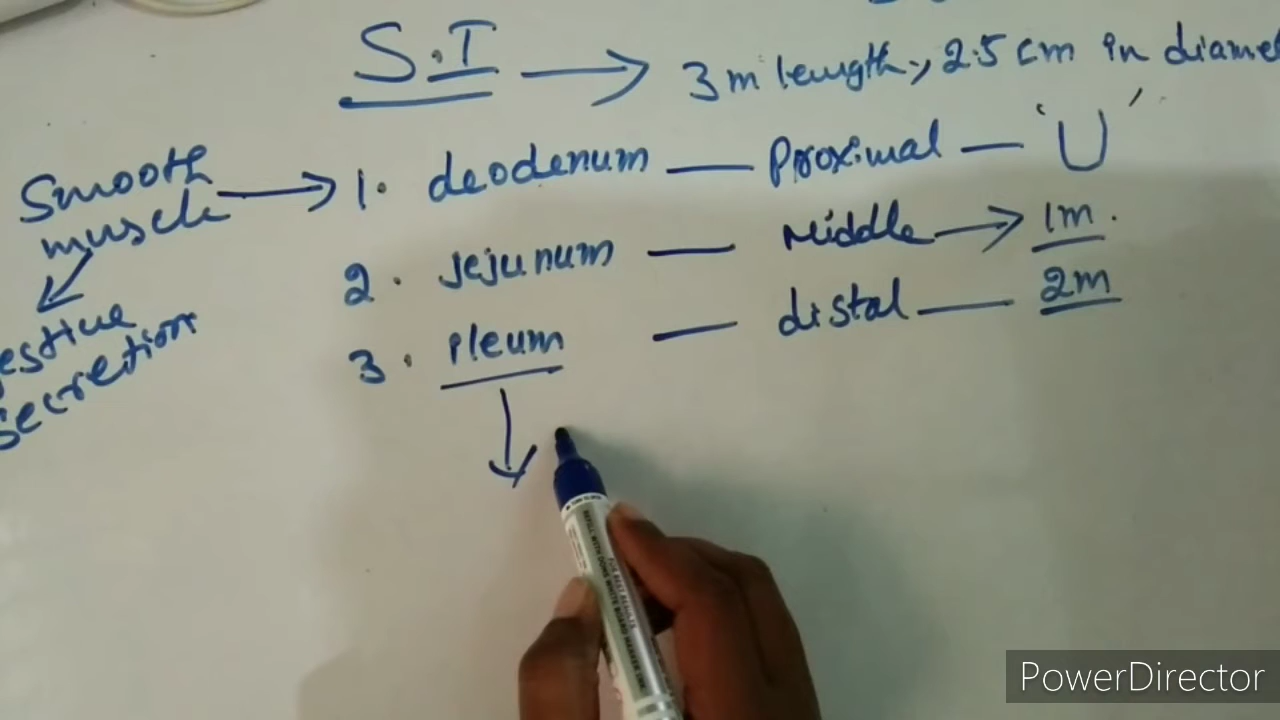 S.I → 3m length, 2.5 cm in diame
Smooth muscle → 1. deodenum — Proximal — 'U'
2. Jejunum — Middle → 1m.
3. ileum — distal — 2m
estive
secretion
PowerDirector